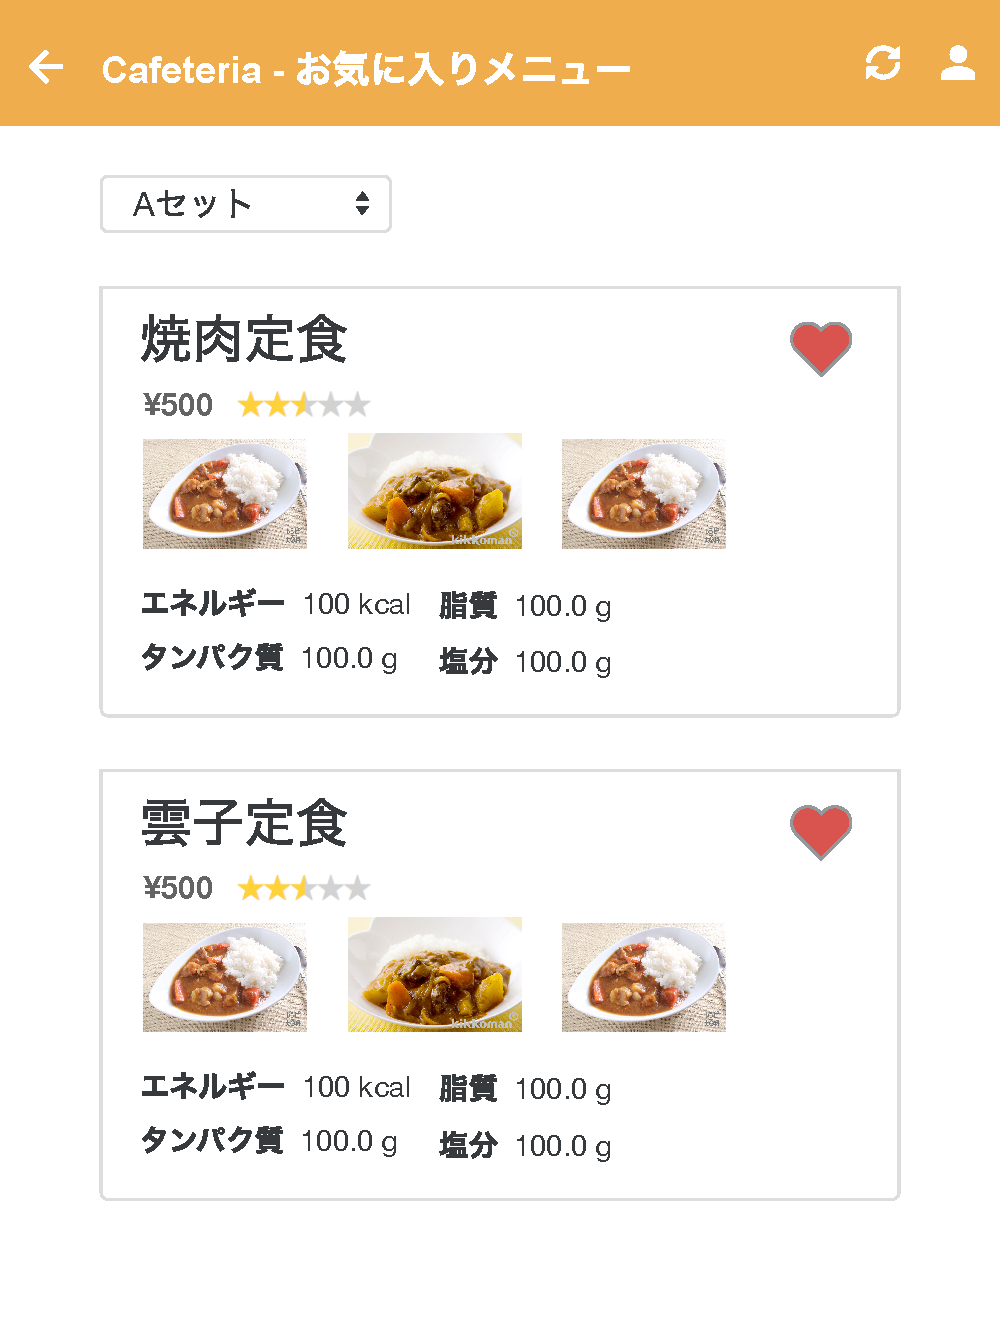 Cafeteria - お気に入りメニュー
Aセット
焼肉定食
¥500
kikkoman
エネルギー 100 kcal 脂質 100.0 g
タンパク質 100.0 g 塩分 100.0 g
雲子定食
¥500
kikkoman
エネルギー 100 kcal 脂質 100.0 g
タンパク質 100.0 g 塩分 100.0 g